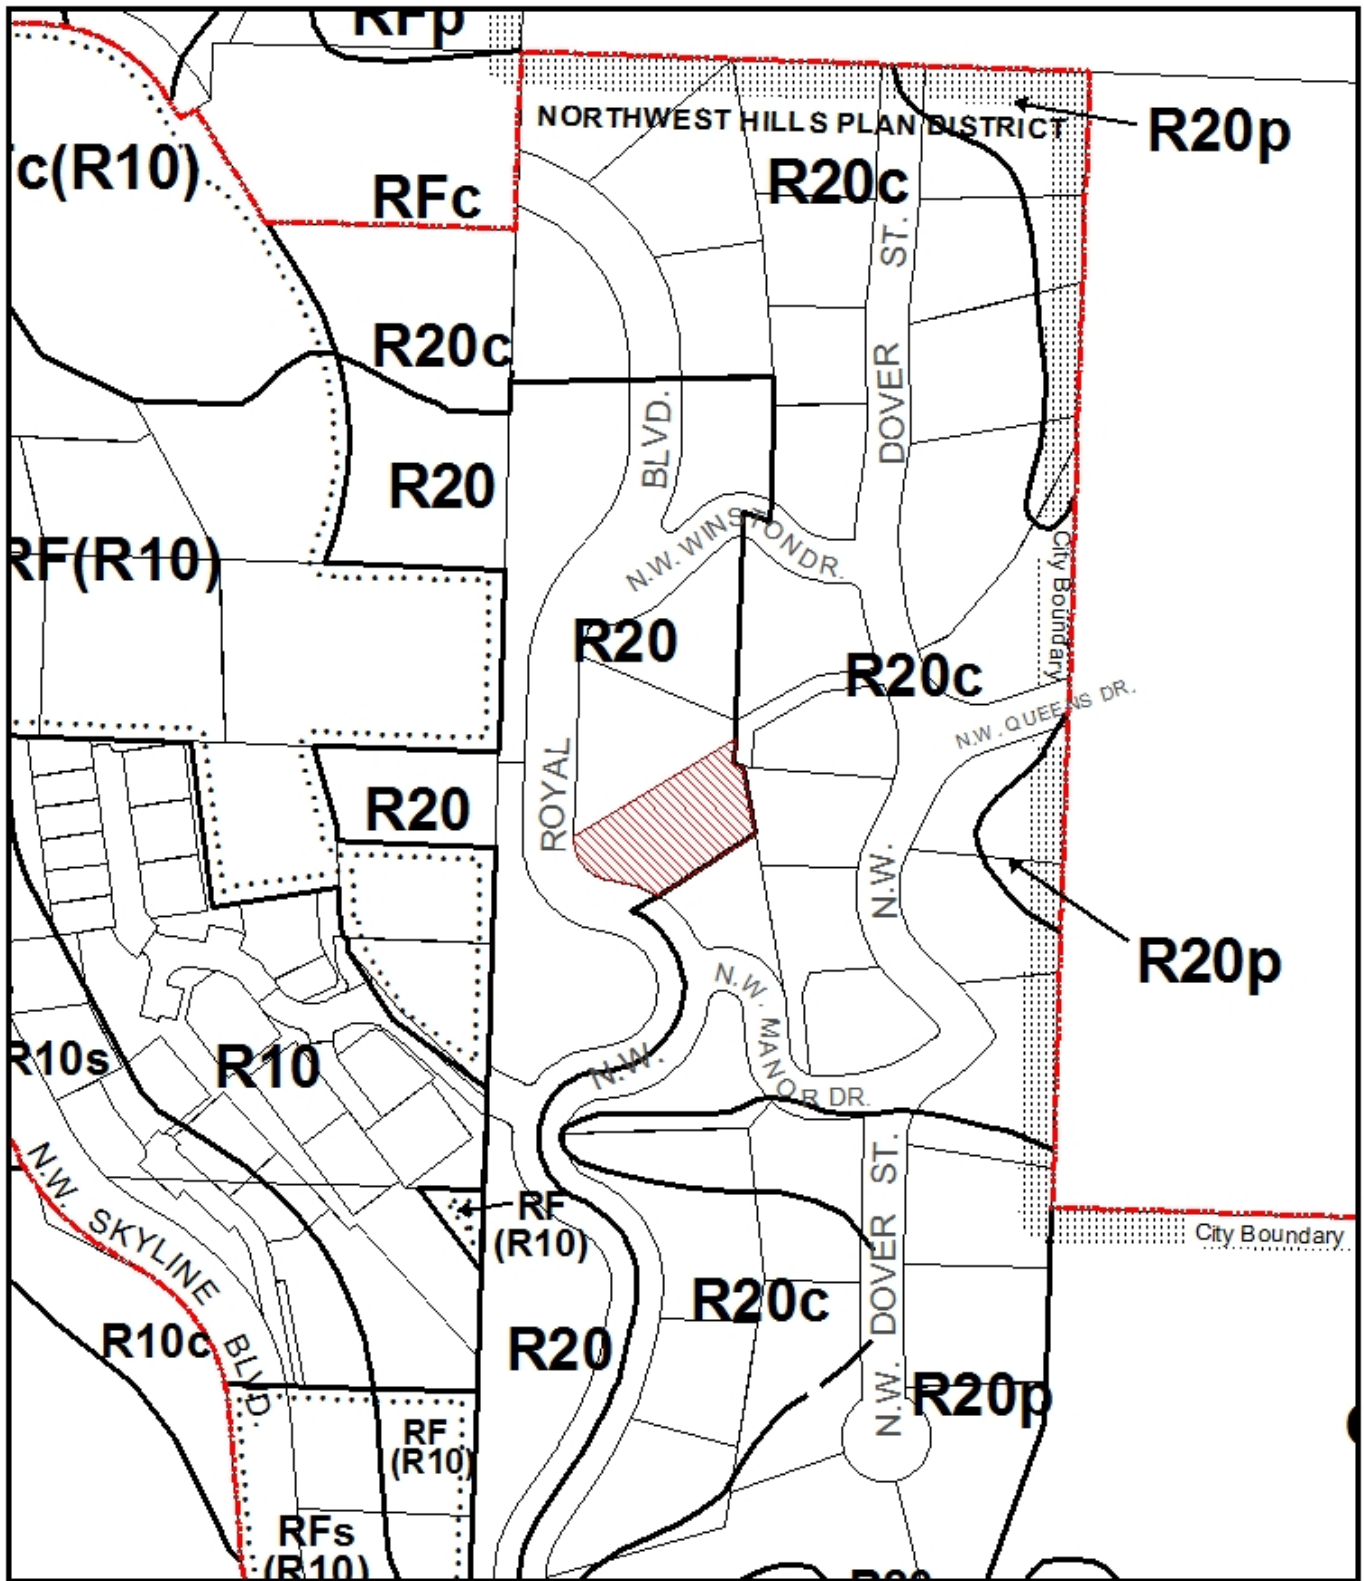 RFp
NORTHWEST HILLS PLAN DISTRICT
R20p
c(R10)
RFc
R20c
ST.
R20c
DOVER
BLVD.
R20
N.W. WINSTON DR.
RF(R10)
City Boundary
R20
R20c
N.W. QUEENS DR.
ROYAL
R20
N.W.
R20p
N.W. MANOR DR.
R10s
R10
N.W.
N.W. SKYLINE BLVD.
RF
(R10)
City Boundary
N.W. DOVER ST.
R20c
R10c
R20
R20p
RF
(R10)
RFs
(R10)